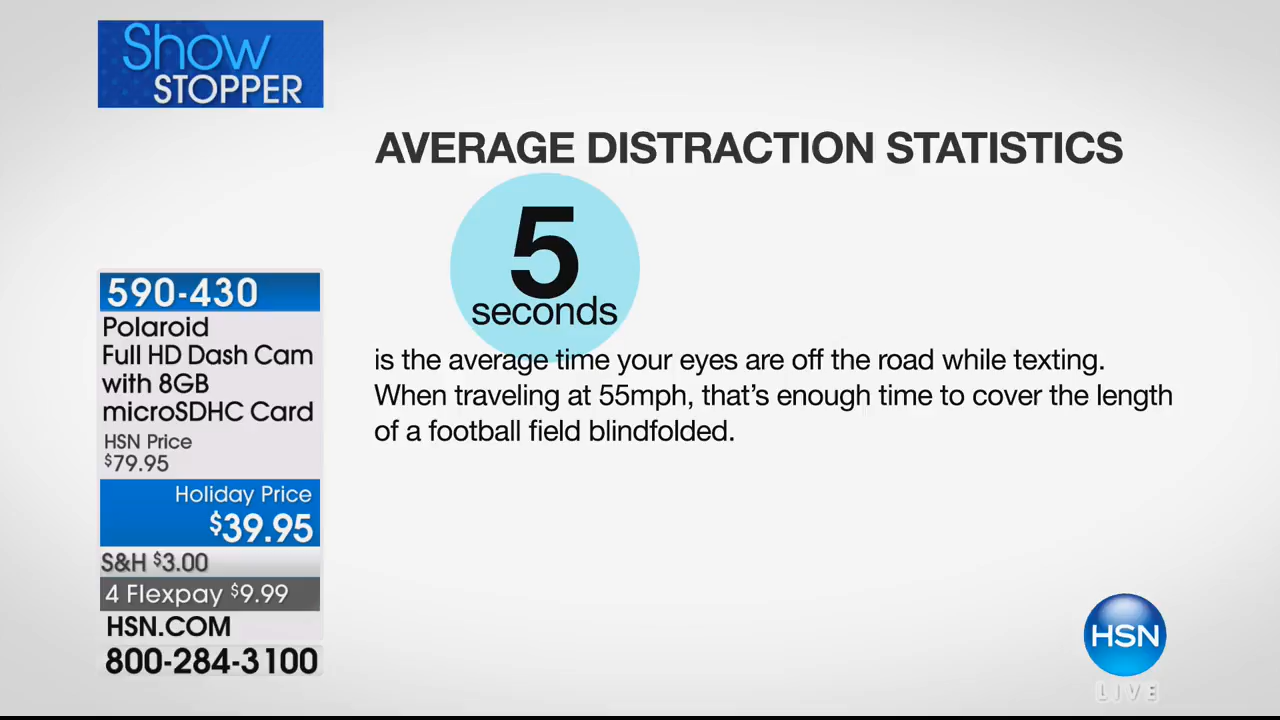 Show
STOPPER
AVERAGE DISTRACTION STATISTICS
5
seconds
is the average time your eyes are off the road while texting.
When traveling at 55mph, that's enough time to cover the length
of a football field blindfolded.
590-430
Polaroid
Full HD Dash Cam
with 8GB
microSDHC Card
HSN Price
$79.95
Holiday Price
$39.95
S&H $3.00
4 Flexpay $9.99
HSN.COM
800-284-3100
HSN
LIVE